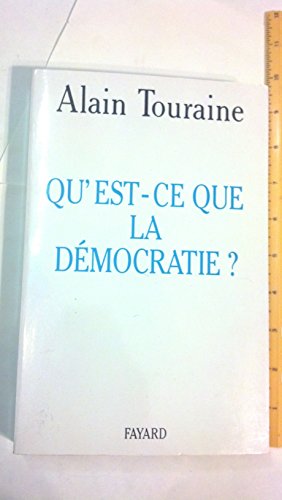 Alain Touraine
QU'EST-CE QUE
LA
DÉMOCRATIE ?
FAYARD